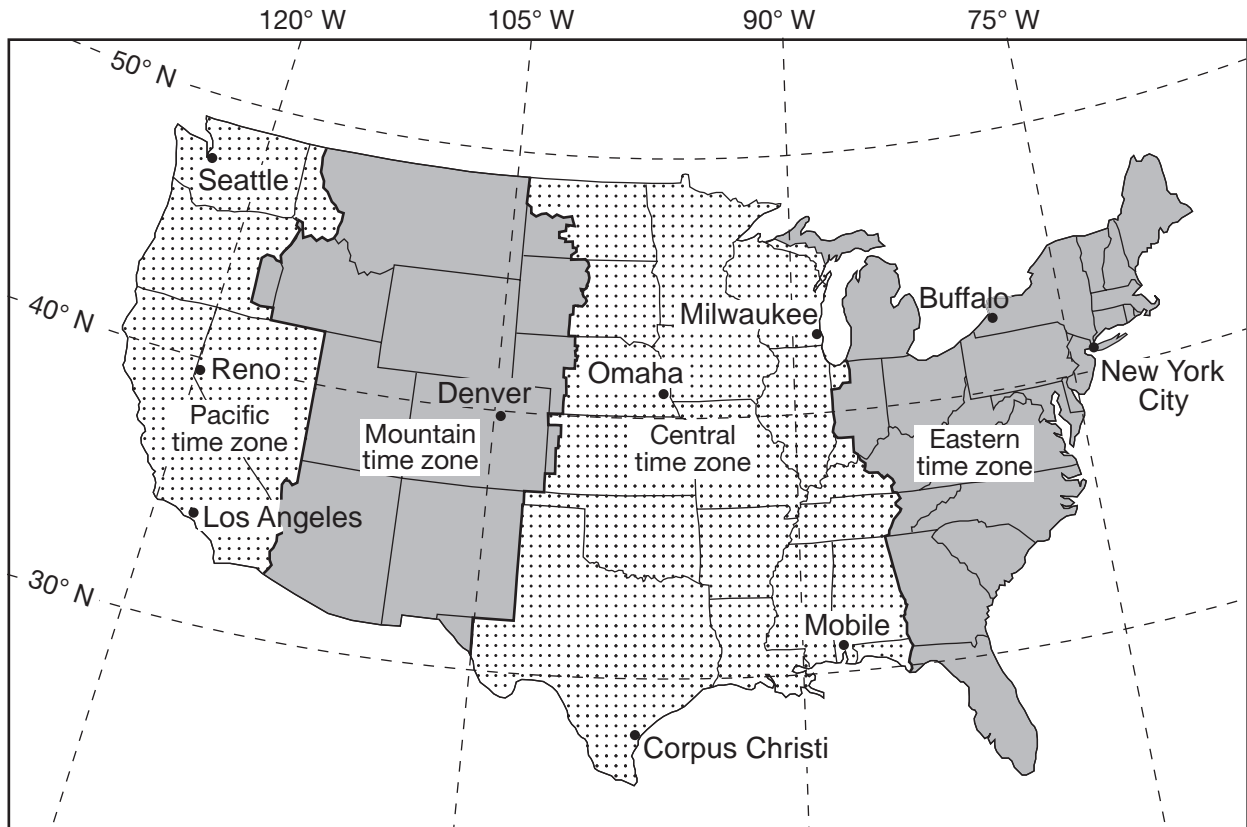 120° W
105° W
90° W
75° W
50° N
40° N
30° N
Seattle
Reno
Pacific
time zone
Los Angeles
Denver
Mountain
time zone
Milwaukee
Omaha
Central
time zone
Mobile
Corpus Christi
Buffalo
New York
City
Eastern
time zone